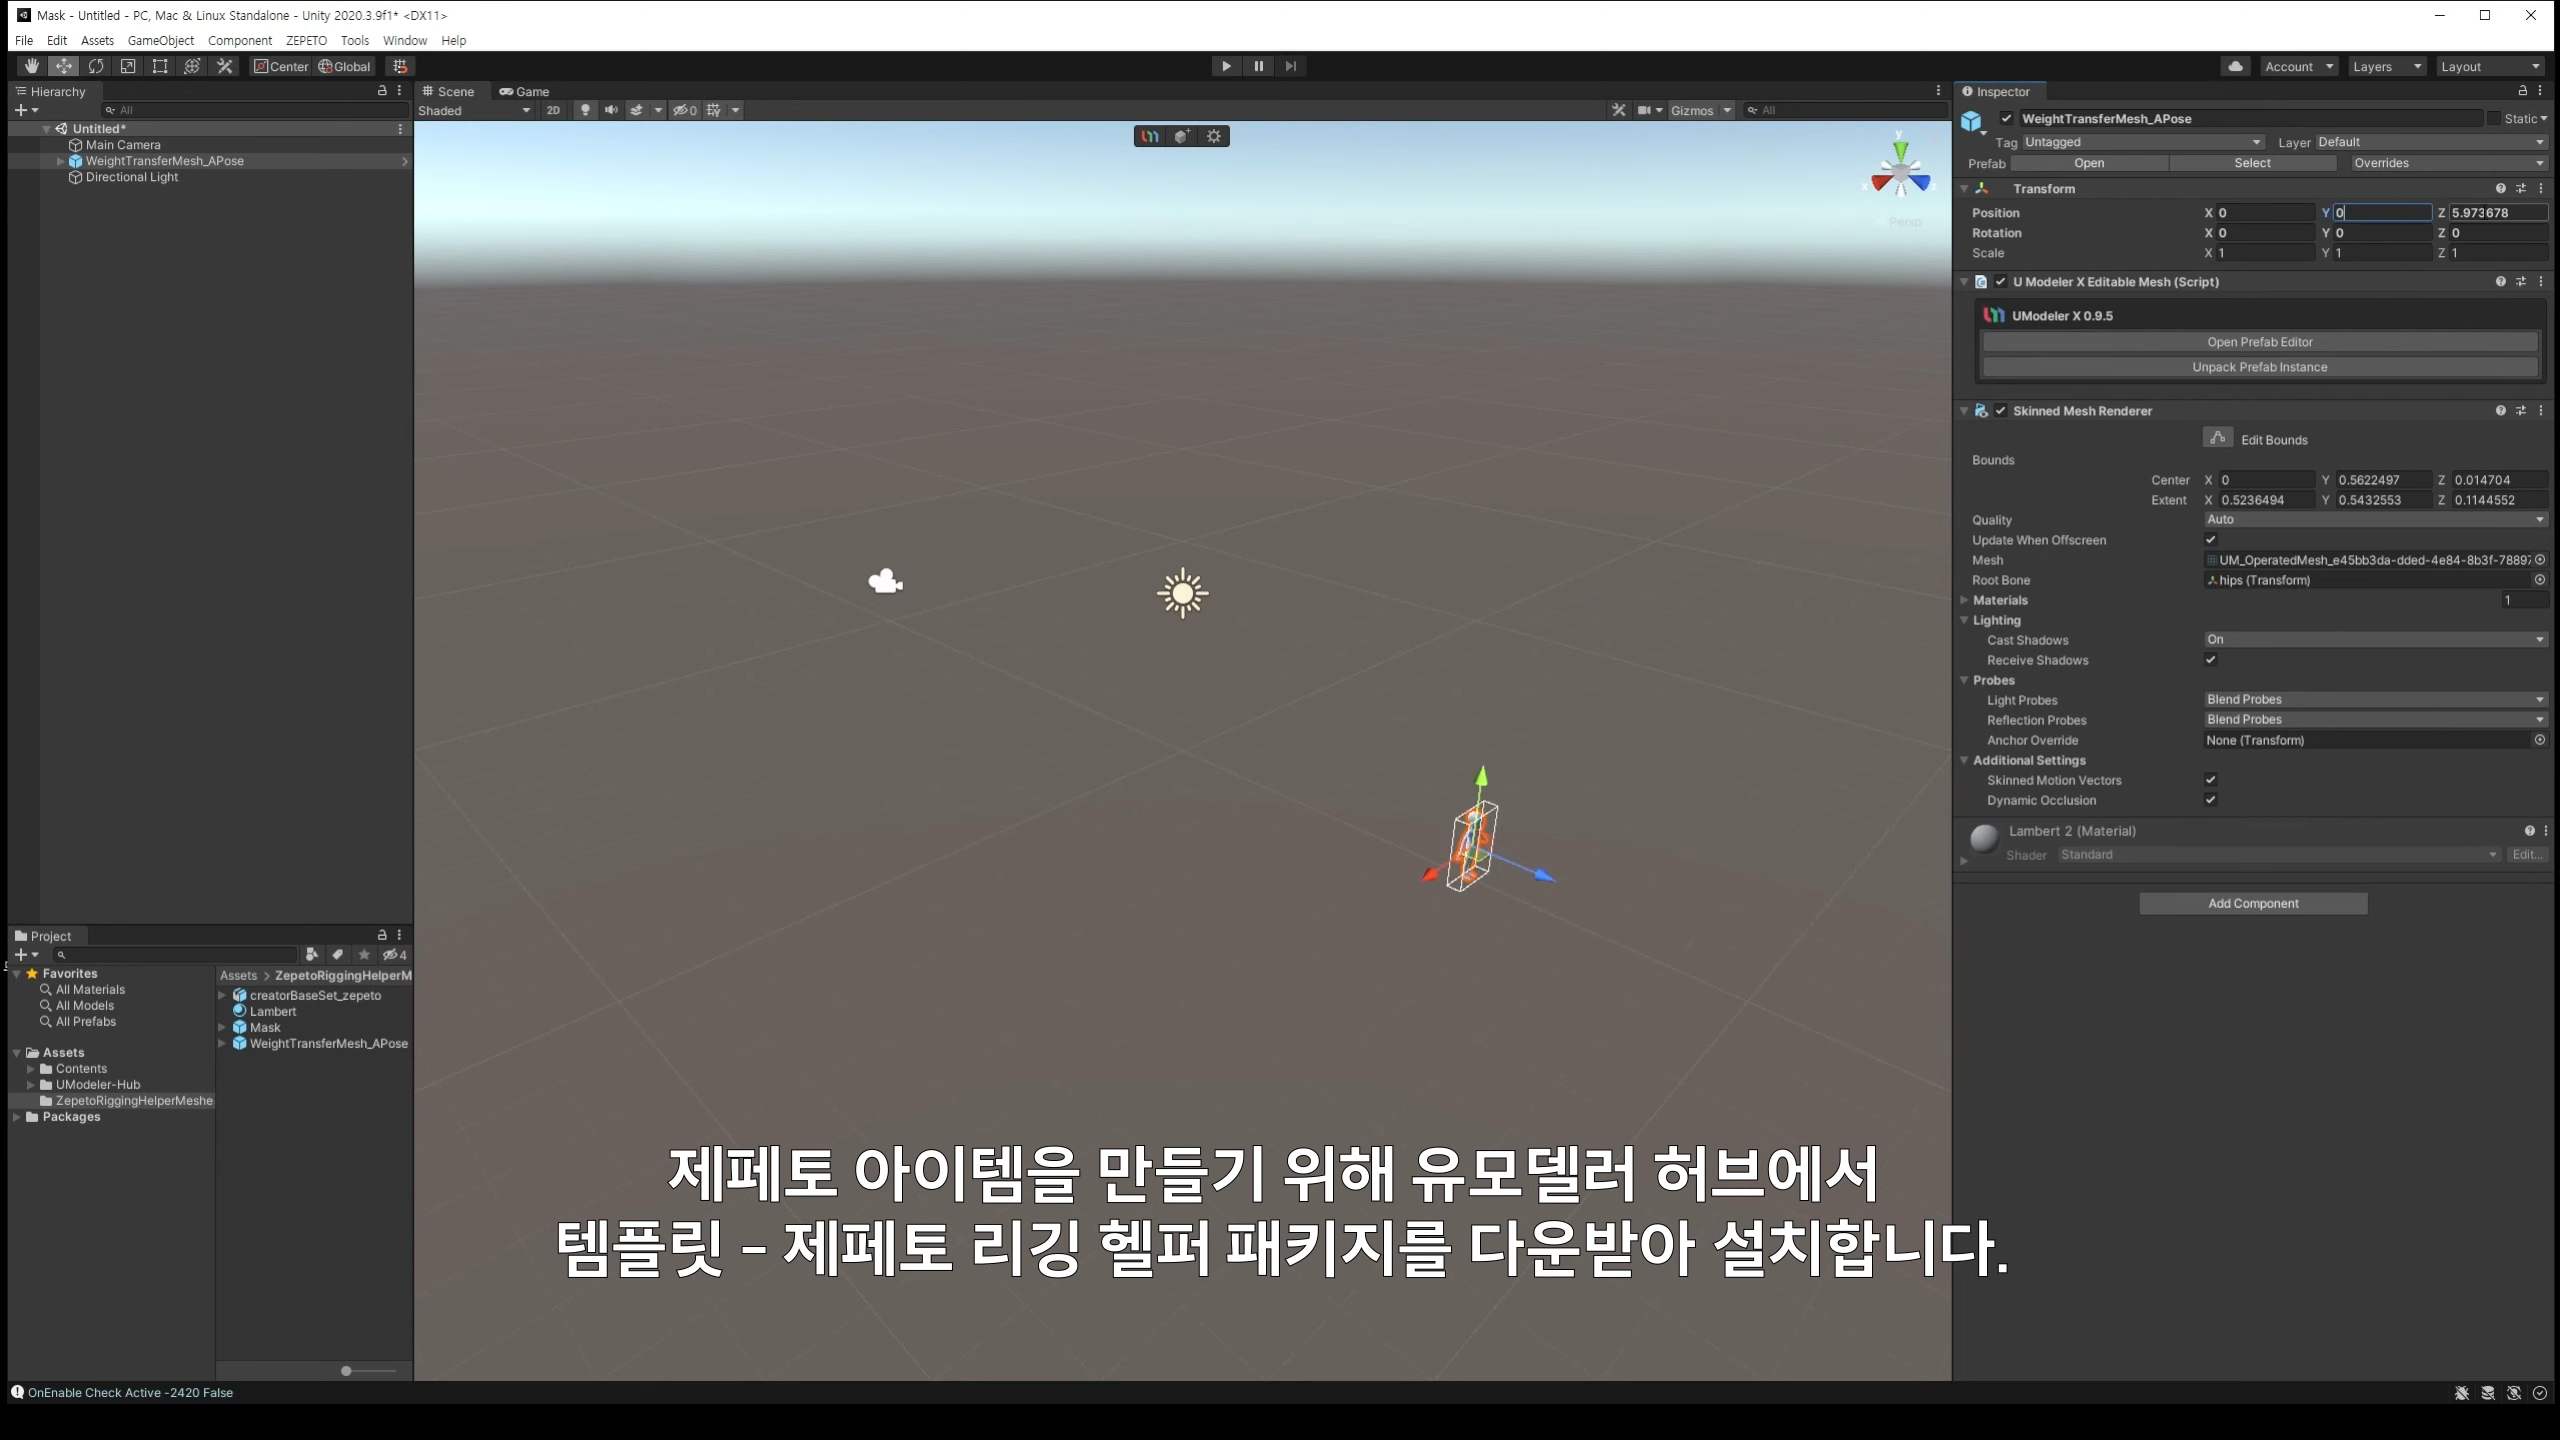 Mask - Untitled - PC, Mac & Linux Standalone - Unity 2020.3.9f1* <DX11>
File Edit Assets GameObject Component ZEPETO Tools Window Help
Center Global Account Layers Layout
Hierarchy
All
Untitled*
Main Camera
WeightTransferMesh_APose
Directional Light
Scene Game
Shaded 2D 0 Gizmos All
y
x z
Persp
제페토 아이템을 만들기 위해 유모델러 허브에서
템플릿 - 제페토 리깅 헬퍼 패키지를 다운받아 설치합니다.
Inspector
WeightTransferMesh_APose Static
Tag Untagged Layer Default
Prefab Open Select Overrides
Transform
Position X 0 Y 0 Z 5.973678
Rotation X 0 Y 0 Z 0
Scale X 1 Y 1 Z 1
U Modeler X Editable Mesh (Script)
UModeler X 0.9.5
Open Prefab Editor
Unpack Prefab Instance
Skinned Mesh Renderer
Edit Bounds
Bounds
Center X 0 Y 0.5622497 Z 0.014704
Extent X 0.5236494 Y 0.5432553 Z 0.1144552
Quality Auto
Update When Offscreen
Mesh UM_OperatedMesh_e45bb3da-dded-4e84-8b3f-78897
Root Bone hips (Transform)
Materials 1
Lighting
Cast Shadows On
Receive Shadows
Probes
Light Probes Blend Probes
Reflection Probes Blend Probes
Anchor Override None (Transform)
Additional Settings
Skinned Motion Vectors
Dynamic Occlusion
Lambert 2 (Material)
Shader Standard Edit...
Add Component
Project
4
Favorites
All Materials
All Models
All Prefabs
Assets
Contents
UModeler-Hub
ZepetoRiggingHelperMeshe
Packages
Assets > ZepetoRiggingHelperM
creatorBaseSet_zepeto
Lambert
Mask
WeightTransferMesh_APose
OnEnable Check Active -2420 False